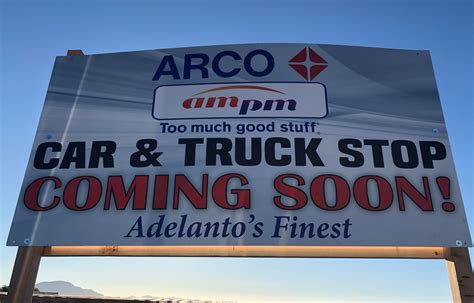 ARCO
ampm
Too much good stuff.
CAR & TRUCK STOP
COMING SOON!
Adelanto's Finest